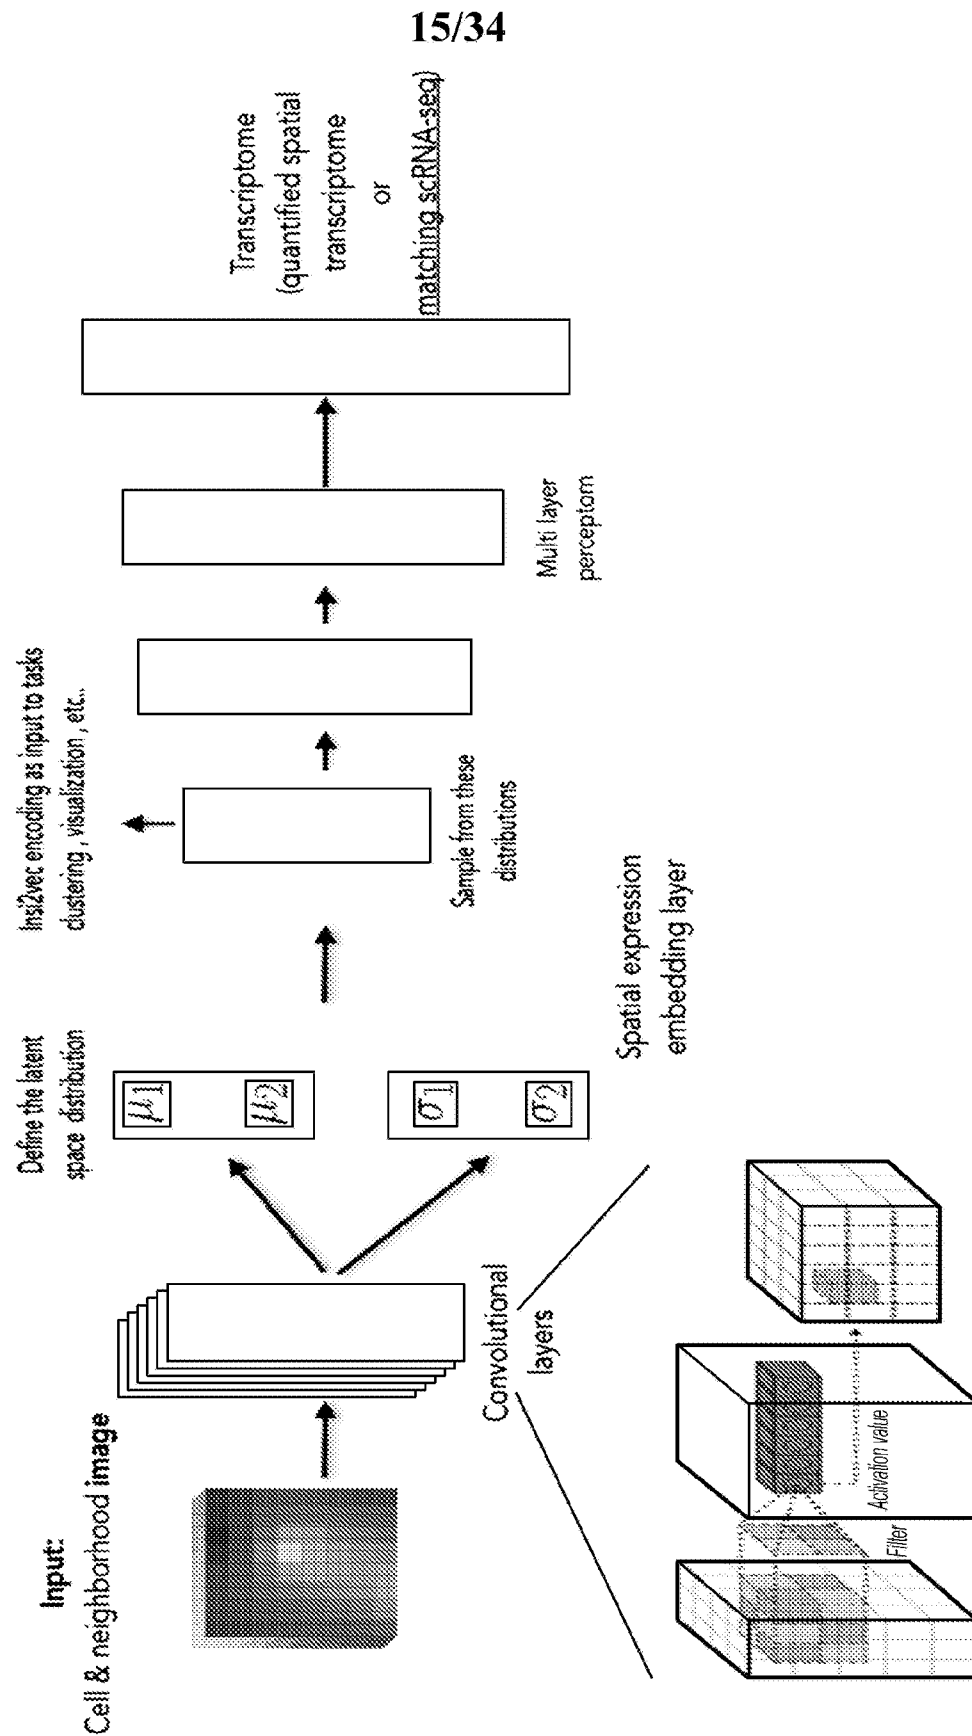 15/34
Input:
Cell & neighborhood image
Convolutional
layers
Define the latent
space distribution
μ1
μ2
σ1
σ2
Spatial expression
embedding layer
Insi2vec encoding as input to tasks
clustering , visualization , etc..
Sample from these
distributions
Multi layer
perceptom
Transcriptome
(quantified spatial
transcriptome
or
matching scRNA-seq)
Filter
Activation value